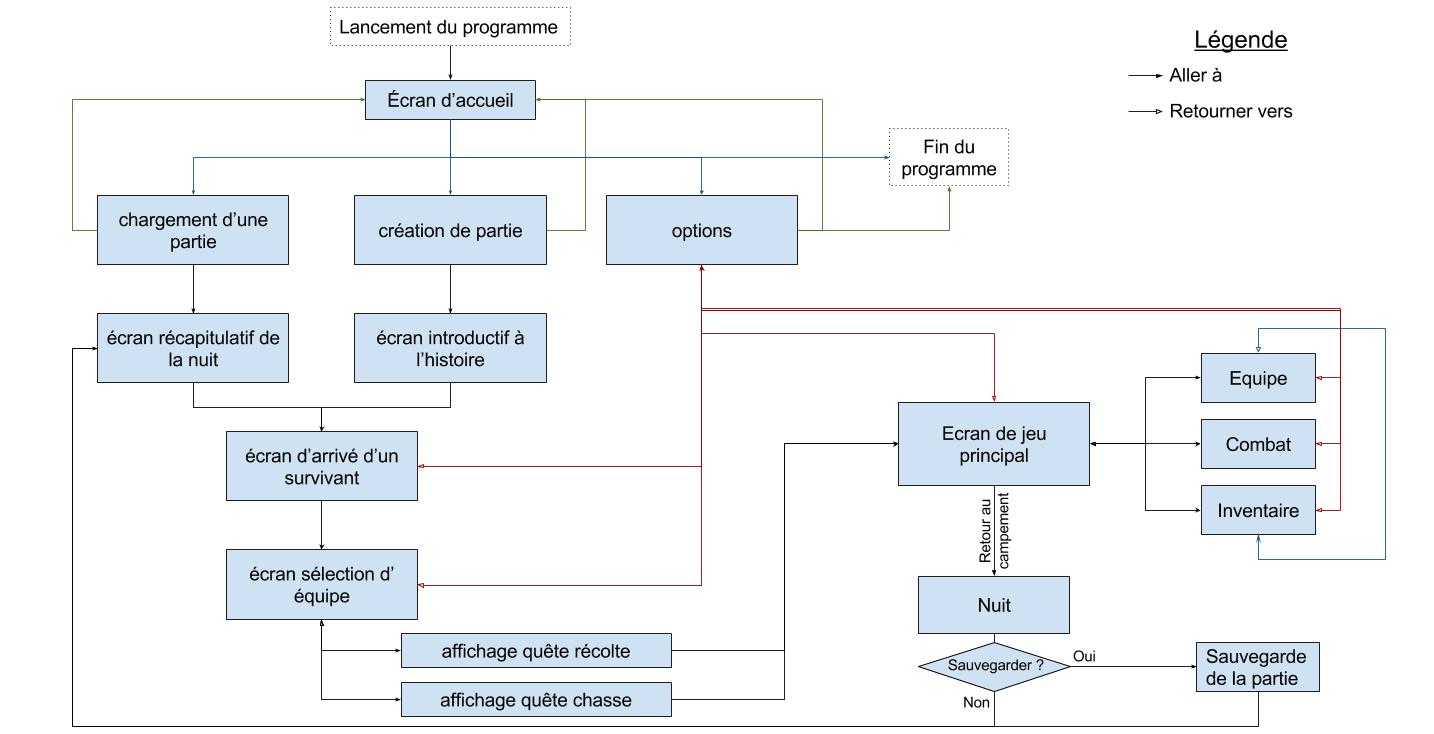 Lancement du programme
Légende
Aller à
Retourner vers
Écran d’accueil
Fin du
programme
chargement d’une
partie
création de partie
options
écran récapitulatif de
la nuit
écran introductif à
l’histoire
Equipe
Combat
Inventaire
Ecran de jeu
principal
écran d’arrivé d’un
survivant
Retour au
campement
écran sélection d’
équipe
Nuit
affichage quête récolte
affichage quête chasse
Sauvegarder ?
Oui
Non
Sauvegarde
de la partie